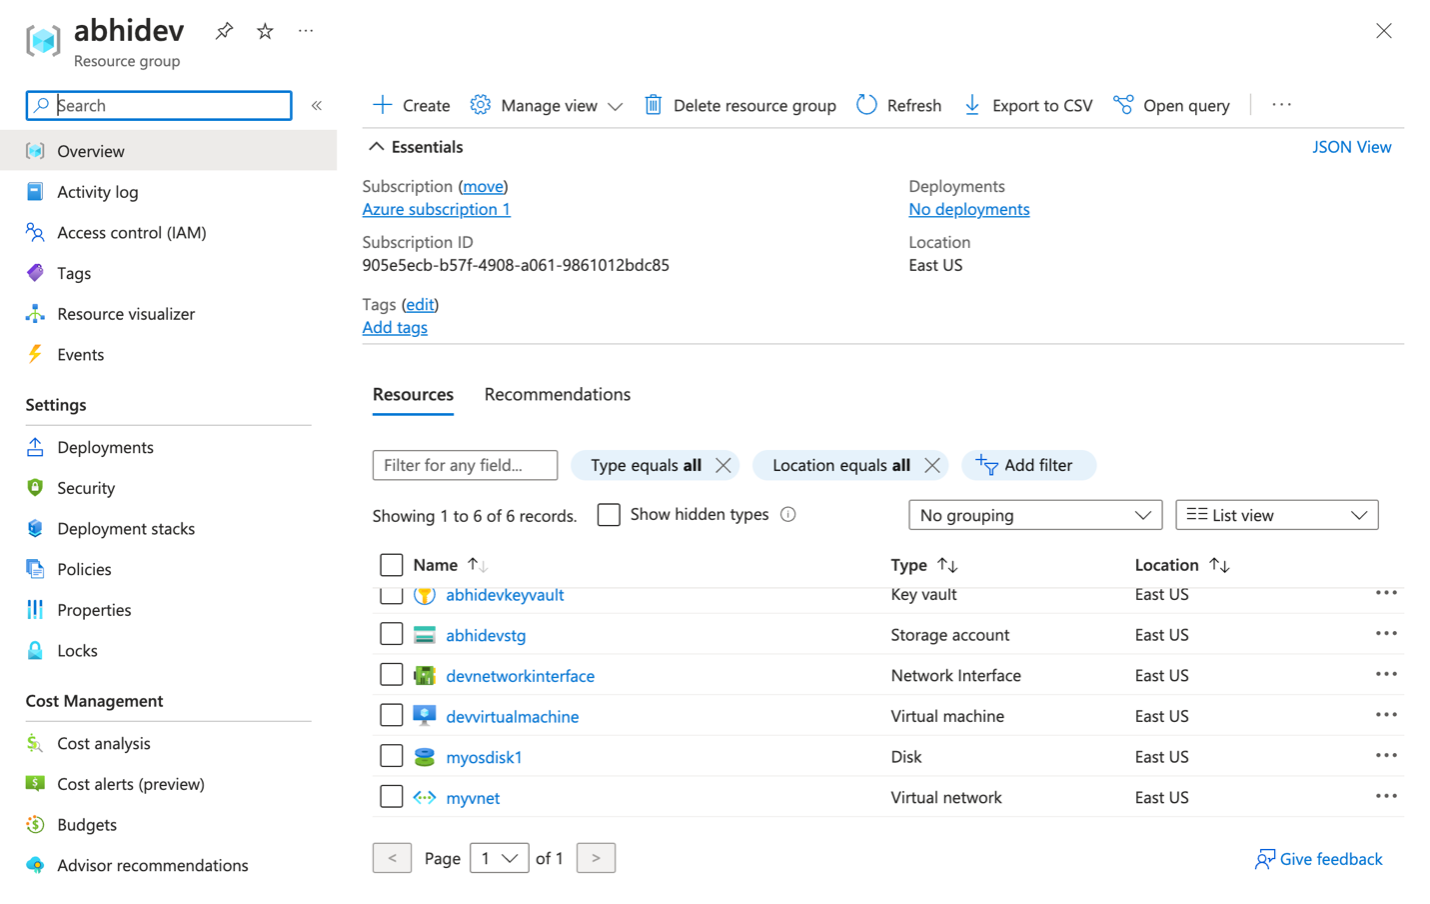 abhidev
Resource group
Search
«
Overview
Activity log
Access control (IAM)
Tags
Resource visualizer
Events
Settings
Deployments
Security
Deployment stacks
Policies
Properties
Locks
Cost Management
Cost analysis
Cost alerts (preview)
Budgets
Advisor recommendations
Create Manage view Delete resource group Refresh Export to CSV Open query ...
Essentials JSON View
Subscription (move)
Azure subscription 1
Subscription ID
905e5ecb-b57f-4908-a061-9861012bdc85
Tags (edit)
Add tags
Deployments
No deployments
Location
East US
Resources Recommendations
Filter for any field... Type equals all Location equals all Add filter
Showing 1 to 6 of 6 records. Show hidden types No grouping List view
Name Type Location
abhidevkeyvault Key vault East US
abhidevstg Storage account East US
devnetworkinterface Network Interface East US
devvirtualmachine Virtual machine East US
myosdisk1 Disk East US
myvnet Virtual network East US
< Page 1 of 1 > Give feedback